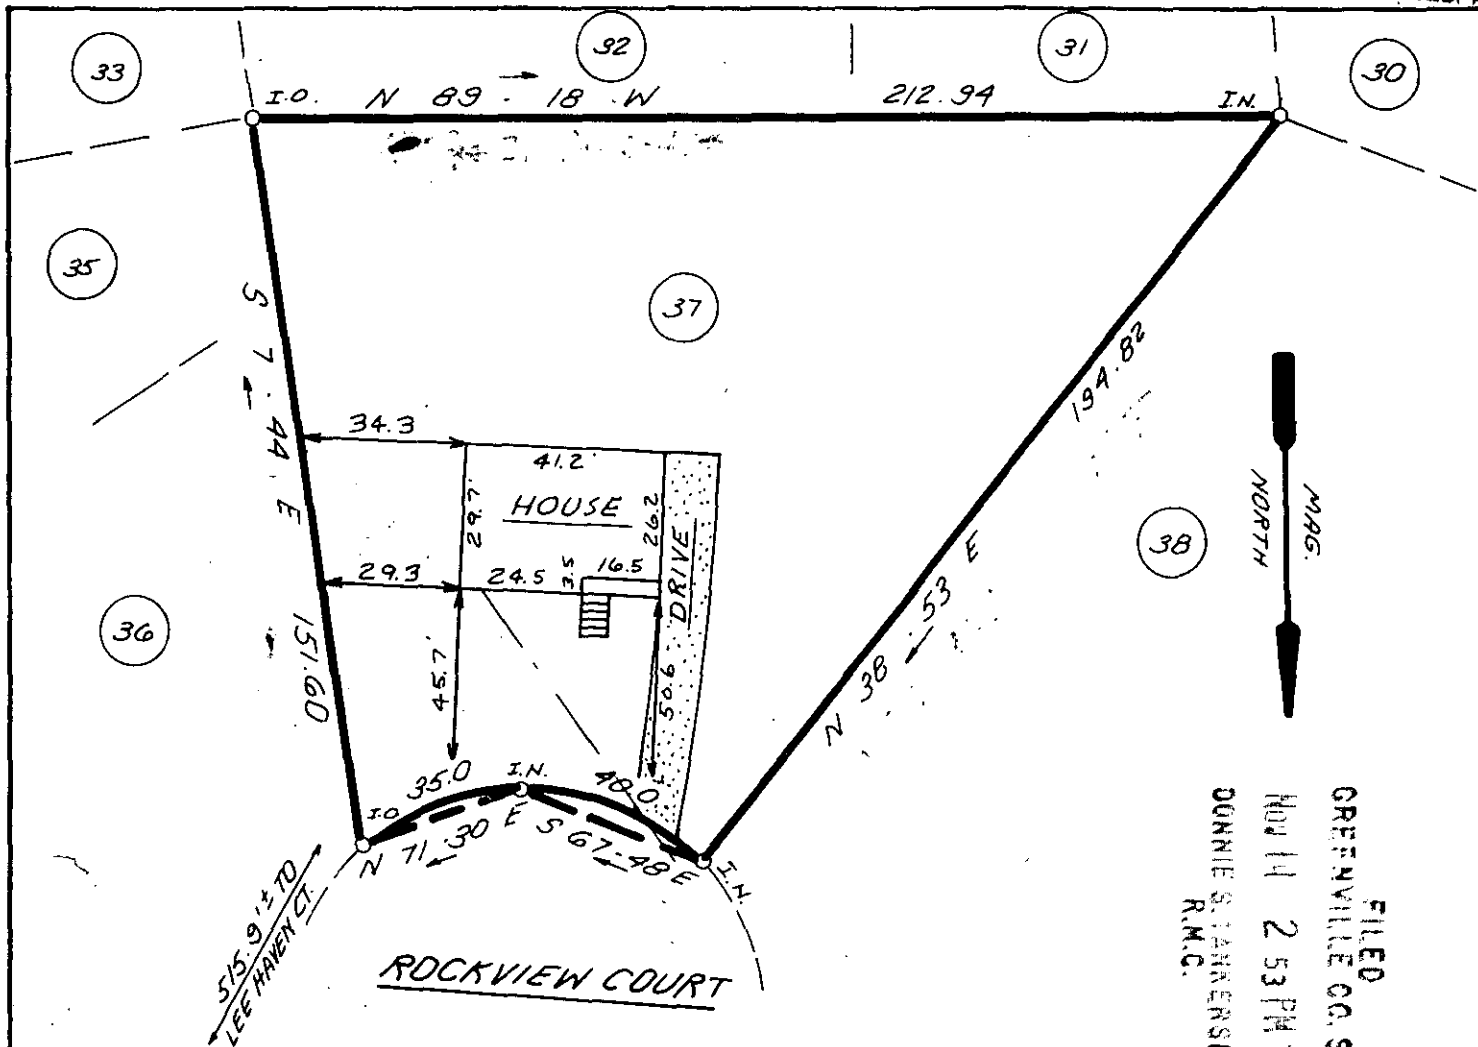 33
32
31
30
I.O. N 89-18 W 212.94 I.N.
35
37
S 7-44 E 151.60
194.82
N 38-53 E
34.3
41.2'
HOUSE
29.7'
26.2
DRIVE
29.3'
24.5
3.5
16.5
36
38
MAG.
NORTH
45.7'
50.6
35.0
I.N.
48.0
I.O
N 71-30 E
S 67-48 E
I.N.
515.9'± TO
LEE HAVEN CT.
ROCKVIEW COURT
FILED
GREENVILLE CO. S
2 53 PM
DONNIE S.
R.M.C.